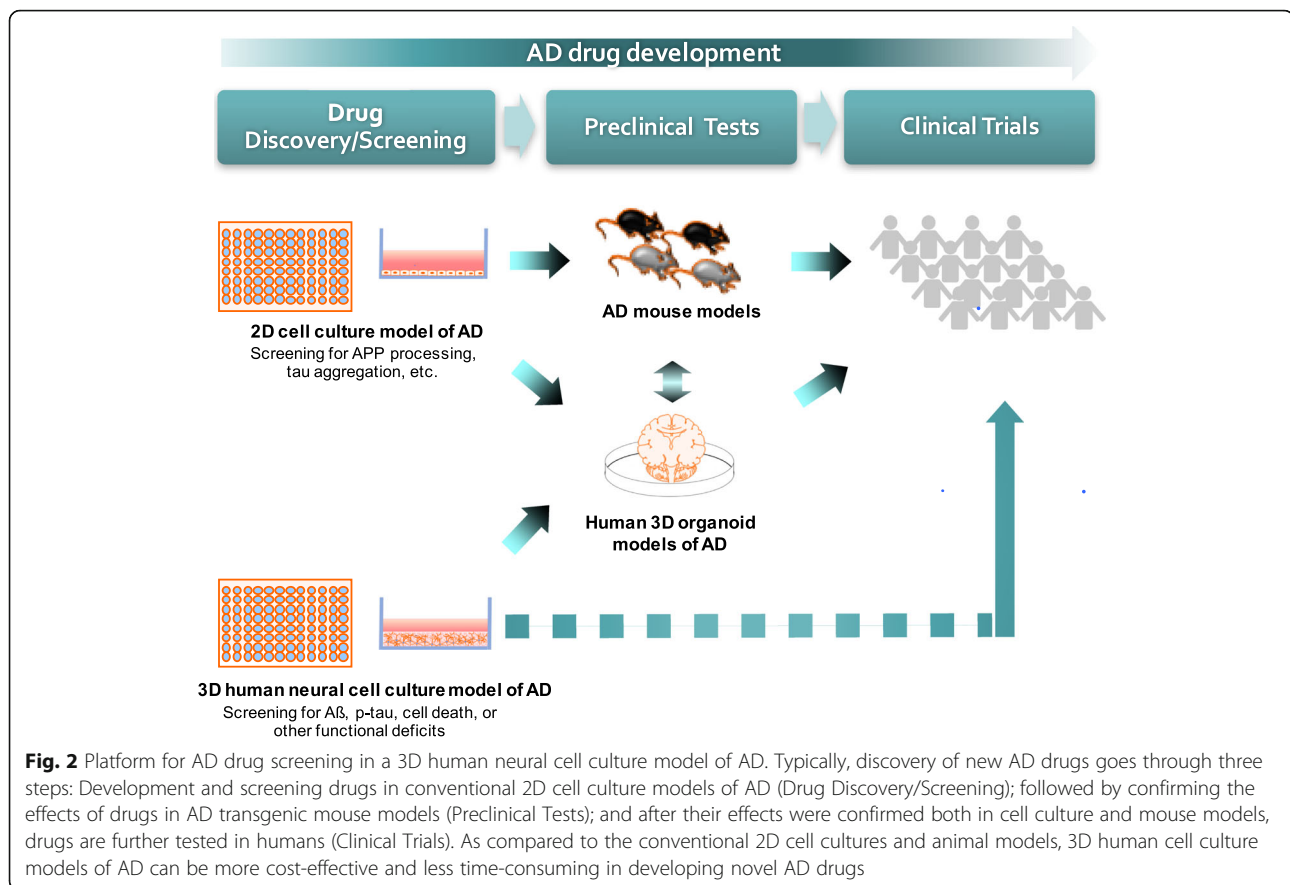 AD drug development
Drug
Discovery/Screening
Preclinical Tests
Clinical Trials
2D cell culture model of AD
Screening for APP processing,
tau aggregation, etc.
AD mouse models
Human 3D organoid
models of AD
3D human neural cell culture model of AD
Screening for Aß, p-tau, cell death, or
other functional deficits
Fig. 2 Platform for AD drug screening in a 3D human neural cell culture model of AD. Typically, discovery of new AD drugs goes through three
steps: Development and screening drugs in conventional 2D cell culture models of AD (Drug Discovery/Screening); followed by confirming the
effects of drugs in AD transgenic mouse models (Preclinical Tests); and after their effects were confirmed both in cell culture and mouse models,
drugs are further tested in humans (Clinical Trials). As compared to the conventional 2D cell cultures and animal models, 3D human cell culture
models of AD can be more cost-effective and less time-consuming in developing novel AD drugs